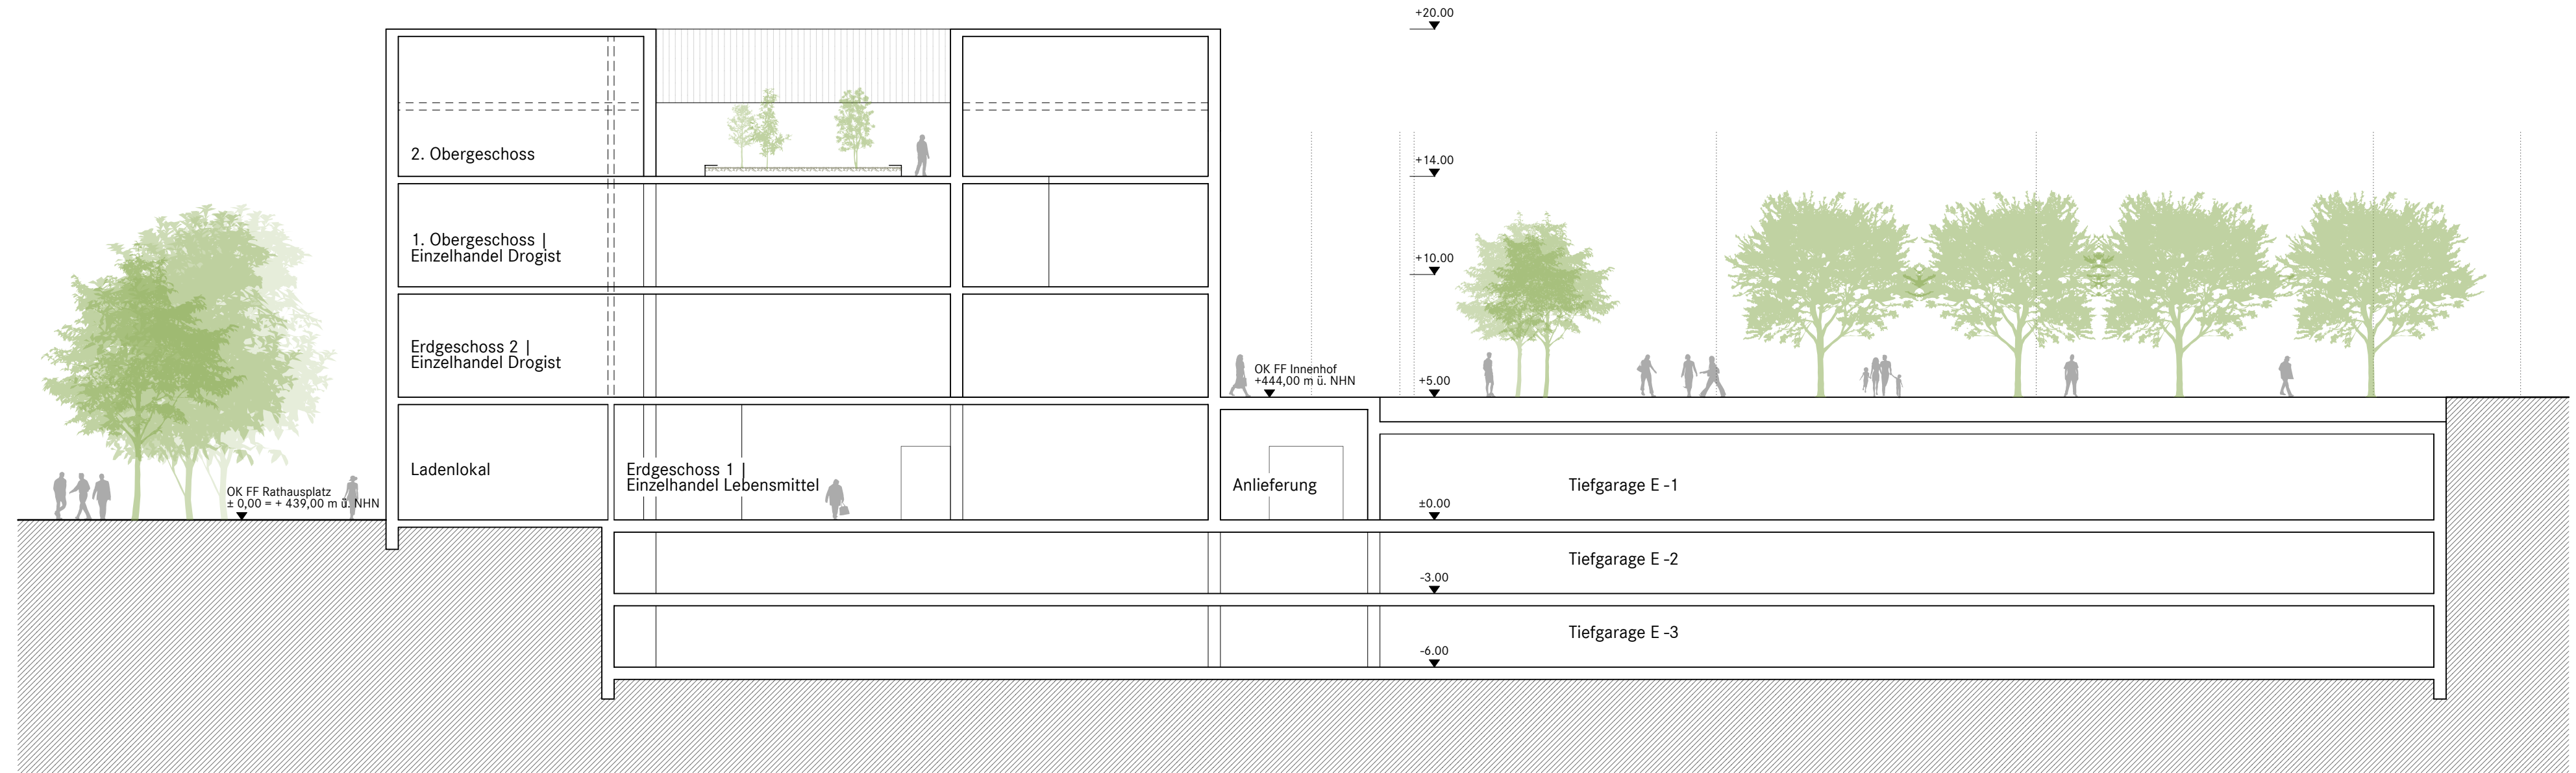 +20.00
2. Obergeschoss
+14.00
1. Obergeschoss |
Einzelhandel Drogist
+10.00
Erdgeschoss 2 |
Einzelhandel Drogist
OK FF Innenhof
+444,00 m ü. NHN
+5.00
Ladenlokal
Erdgeschoss 1 |
Einzelhandel Lebensmittel
Anlieferung
Tiefgarage E -1
OK FF Rathausplatz
± 0,00 = + 439,00 m ü. NHN
±0.00
Tiefgarage E -2
-3.00
Tiefgarage E -3
-6.00